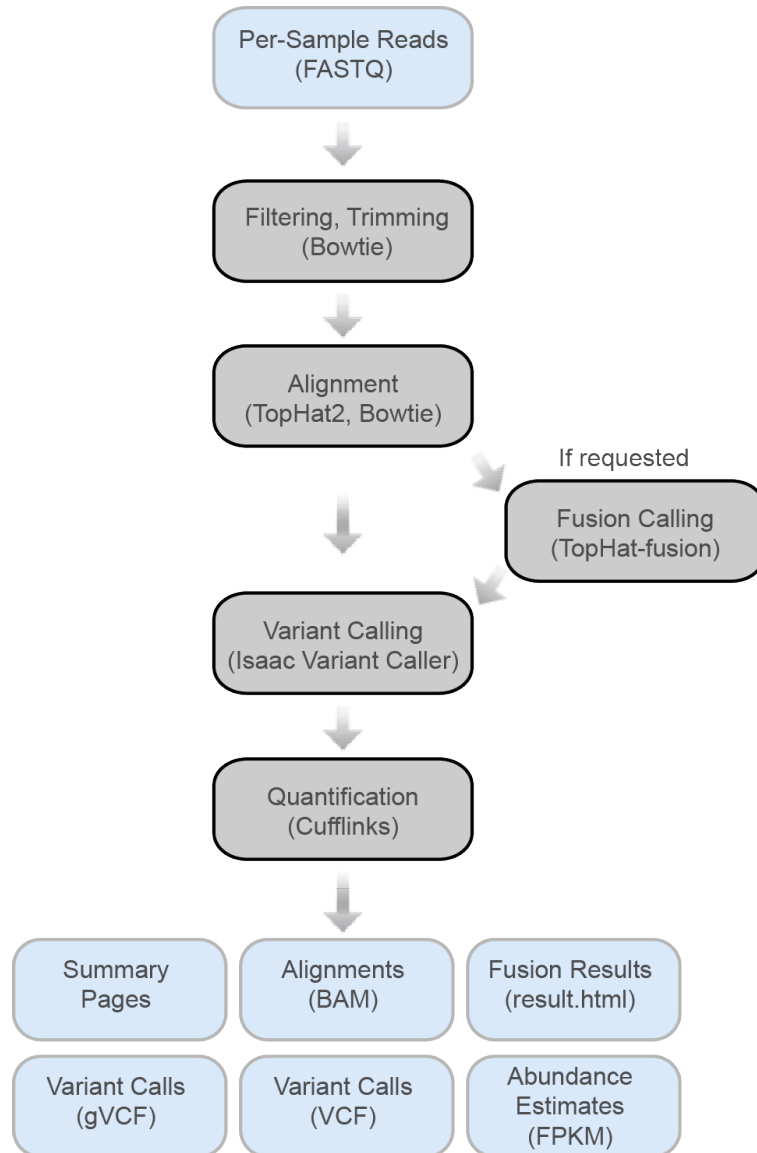 Per-Sample Reads
(FASTQ)
Filtering, Trimming
(Bowtie)
Alignment
(TopHat2, Bowtie)
If requested
Fusion Calling
(TopHat-fusion)
Variant Calling
(Isaac Variant Caller)
Quantification
(Cufflinks)
Summary
Pages
Alignments
(BAM)
Fusion Results
(result.html)
Variant Calls
(gVCF)
Variant Calls
(VCF)
Abundance
Estimates
(FPKM)